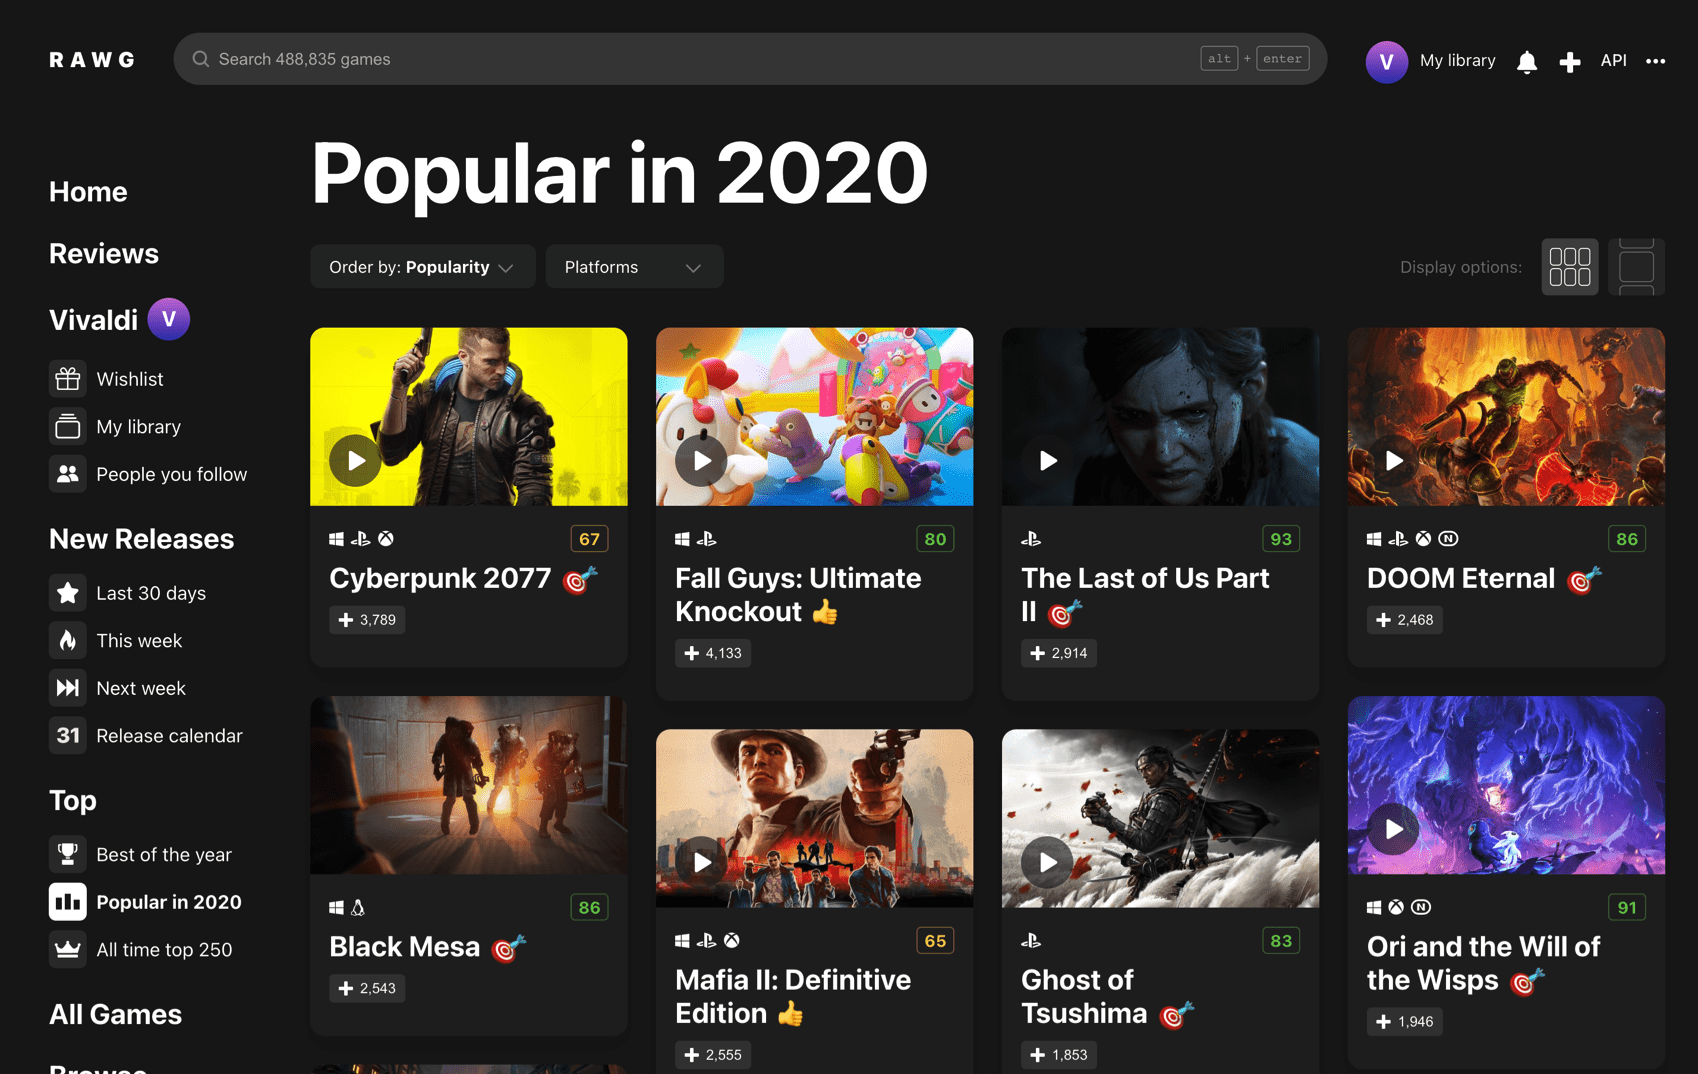 RAWG
Search 488,835 games
alt + enter
V
My library
API
Home
Reviews
Vivaldi V
Wishlist
My library
People you follow
New Releases
Last 30 days
This week
Next week
31 Release calendar
Top
Best of the year
Popular in 2020
All time top 250
All Games
Browse
Popular in 2020
Order by: Popularity
Platforms
Display options:
67
Cyberpunk 2077
3,789
80
Fall Guys: Ultimate
Knockout
4,133
93
The Last of Us Part
II
2,914
86
DOOM Eternal
2,468
86
Black Mesa
2,543
65
Mafia II: Definitive
Edition
2,555
83
Ghost of
Tsushima
1,853
91
Ori and the Will of
the Wisps
1,946